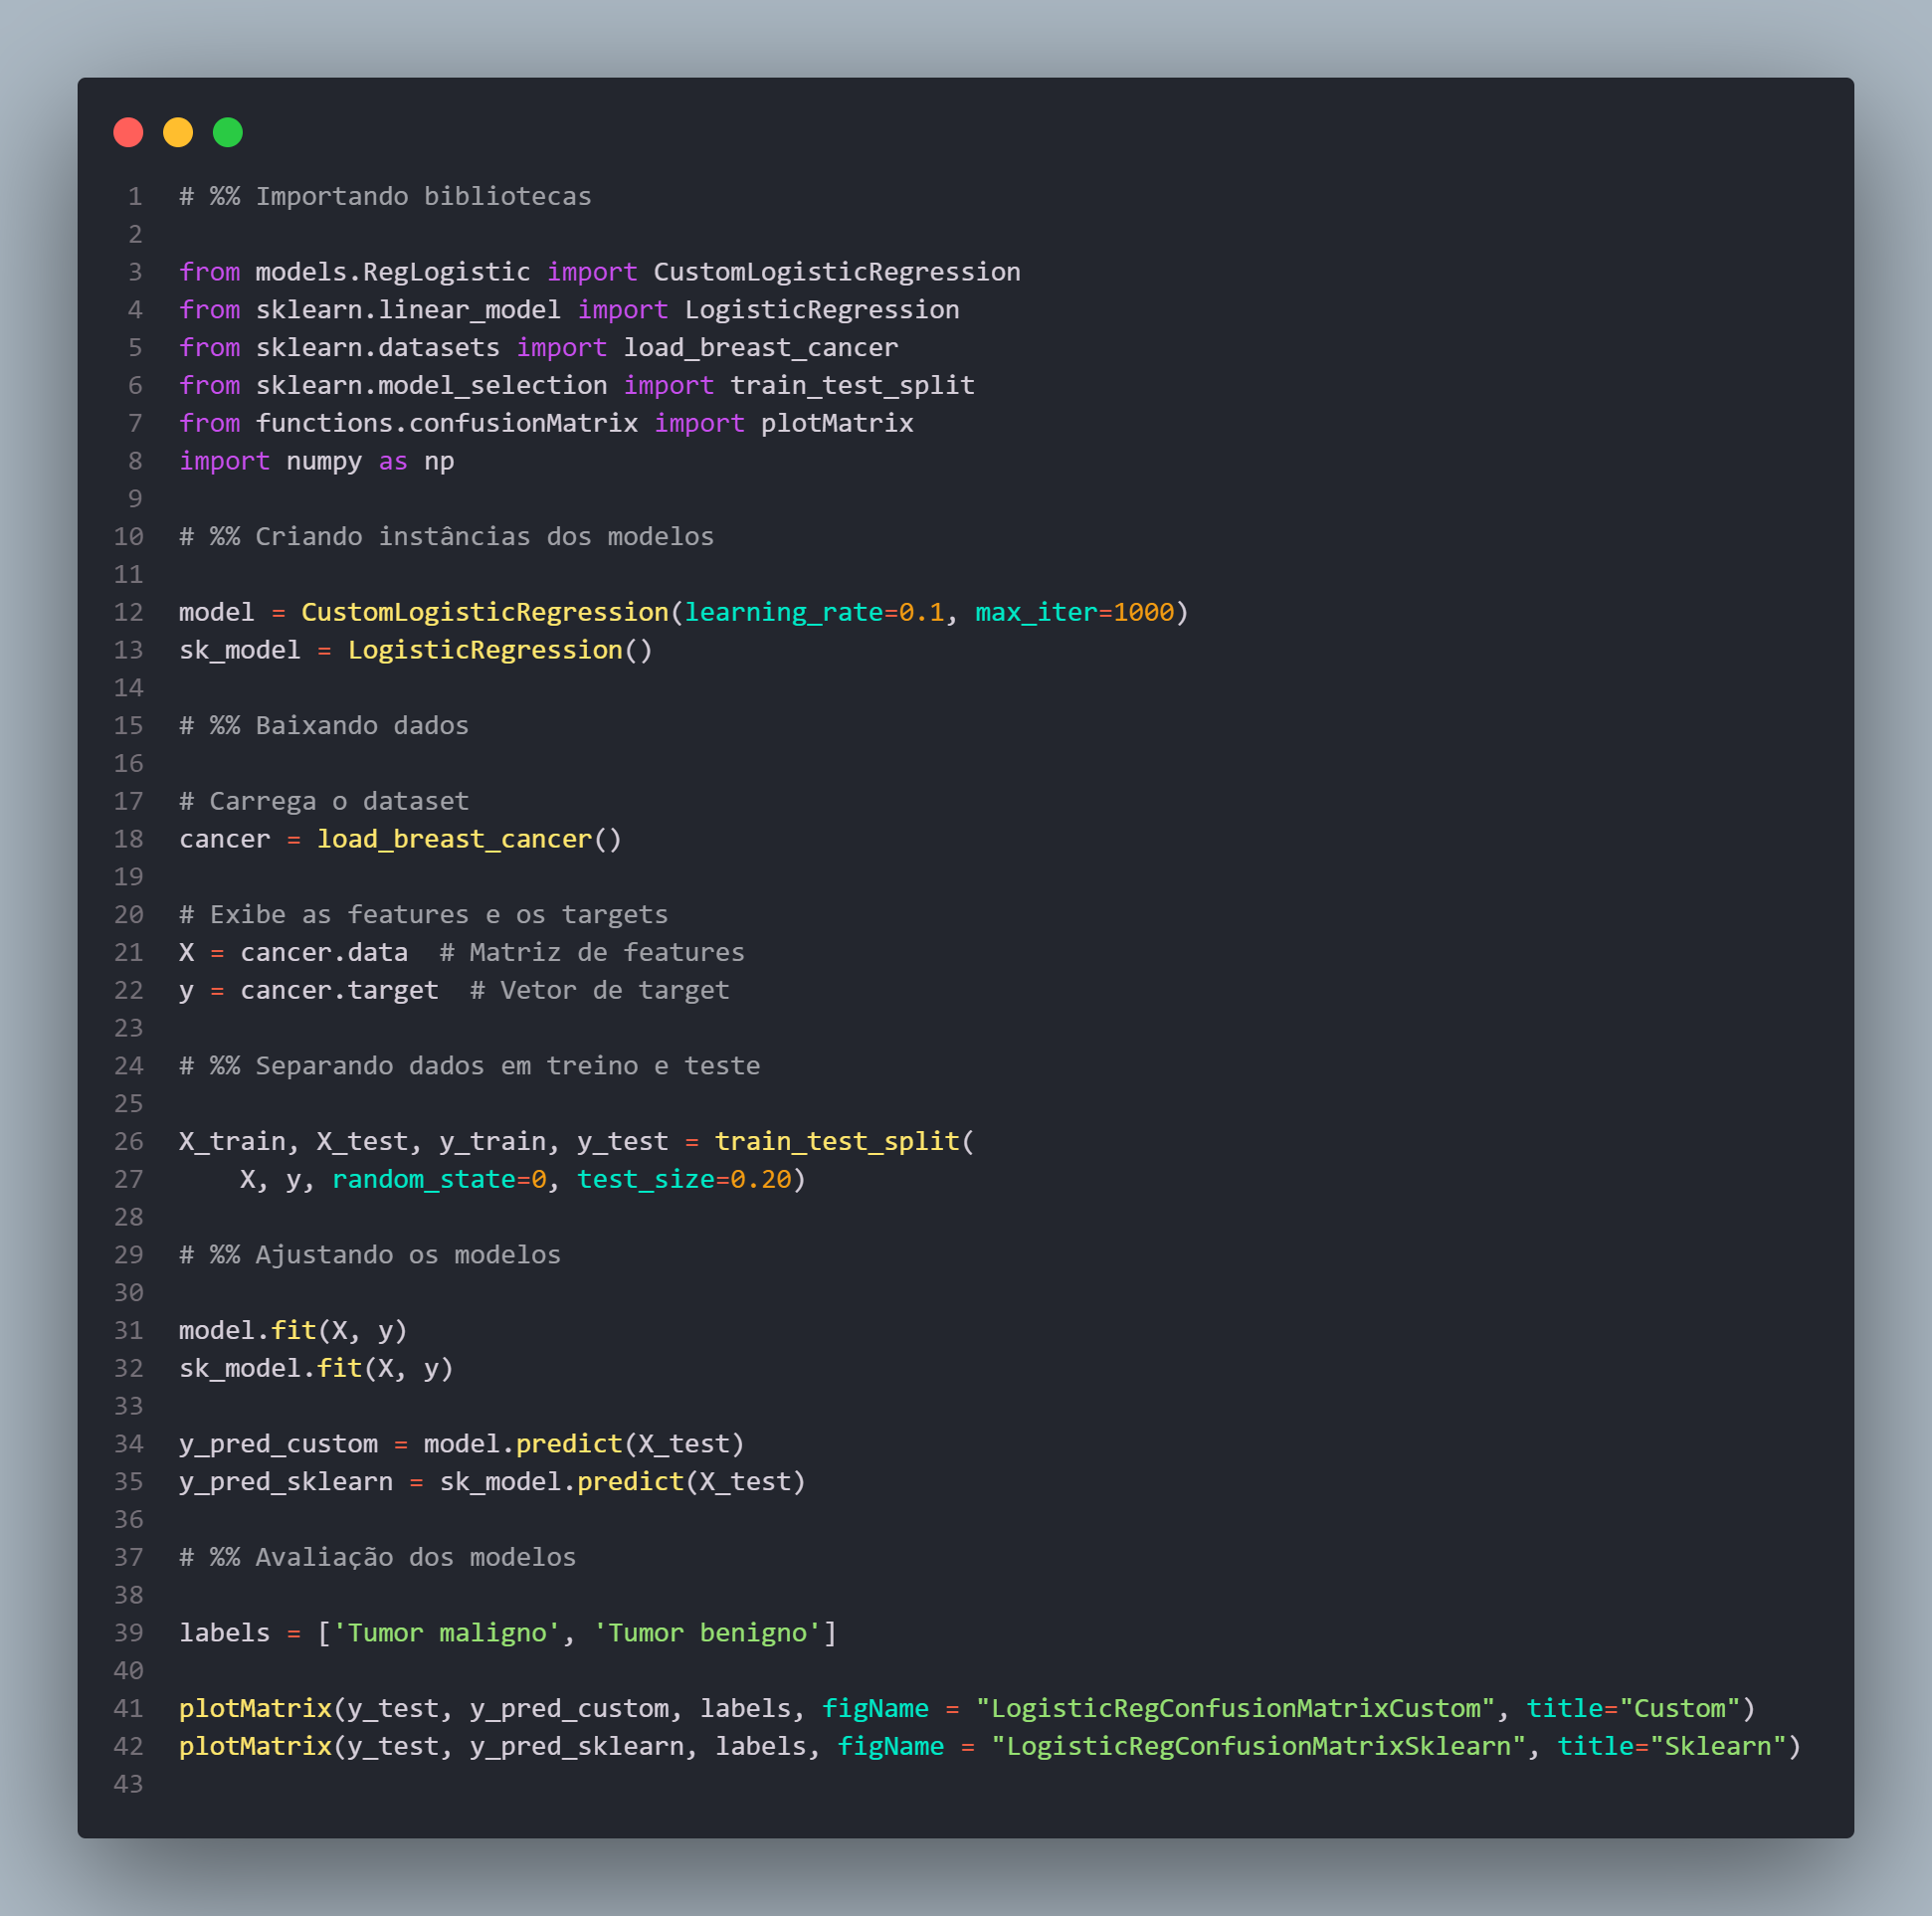 1 # %% Importando bibliotecas
2
3 from models.RegLogistic import CustomLogisticRegression
4 from sklearn.linear_model import LogisticRegression
5 from sklearn.datasets import load_breast_cancer
6 from sklearn.model_selection import train_test_split
7 from functions.confusionMatrix import plotMatrix
8 import numpy as np
9
10 # %% Criando instâncias dos modelos
11
12 model = CustomLogisticRegression(learning_rate=0.1, max_iter=1000)
13 sk_model = LogisticRegression()
14
15 # %% Baixando dados
16
17 # Carrega o dataset
18 cancer = load_breast_cancer()
19
20 # Exibe as features e os targets
21 X = cancer.data  # Matriz de features
22 y = cancer.target  # Vetor de target
23
24 # %% Separando dados em treino e teste
25
26 X_train, X_test, y_train, y_test = train_test_split(
27     X, y, random_state=0, test_size=0.20)
28
29 # %% Ajustando os modelos
30
31 model.fit(X, y)
32 sk_model.fit(X, y)
33
34 y_pred_custom = model.predict(X_test)
35 y_pred_sklearn = sk_model.predict(X_test)
36
37 # %% Avaliação dos modelos
38
39 labels = ['Tumor maligno', 'Tumor benigno']
40
41 plotMatrix(y_test, y_pred_custom, labels, figName = "LogisticRegConfusionMatrixCustom", title="Custom")
42 plotMatrix(y_test, y_pred_sklearn, labels, figName = "LogisticRegConfusionMatrixSklearn", title="Sklearn")
43